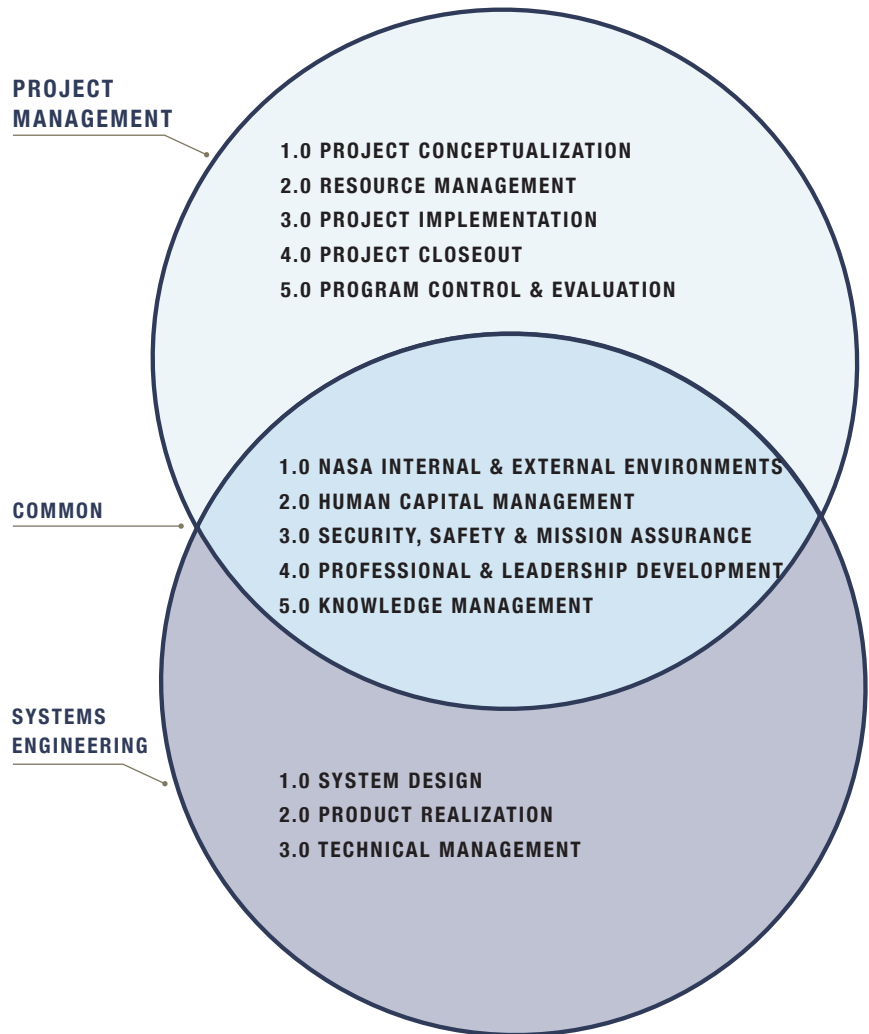 PROJECT
MANAGEMENT
1.0 PROJECT CONCEPTUALIZATION
2.0 RESOURCE MANAGEMENT
3.0 PROJECT IMPLEMENTATION
4.0 PROJECT CLOSEOUT
5.0 PROGRAM CONTROL & EVALUATION
COMMON
1.0 NASA INTERNAL & EXTERNAL ENVIRONMENTS
2.0 HUMAN CAPITAL MANAGEMENT
3.0 SECURITY, SAFETY & MISSION ASSURANCE
4.0 PROFESSIONAL & LEADERSHIP DEVELOPMENT
5.0 KNOWLEDGE MANAGEMENT
SYSTEMS
ENGINEERING
1.0 SYSTEM DESIGN
2.0 PRODUCT REALIZATION
3.0 TECHNICAL MANAGEMENT